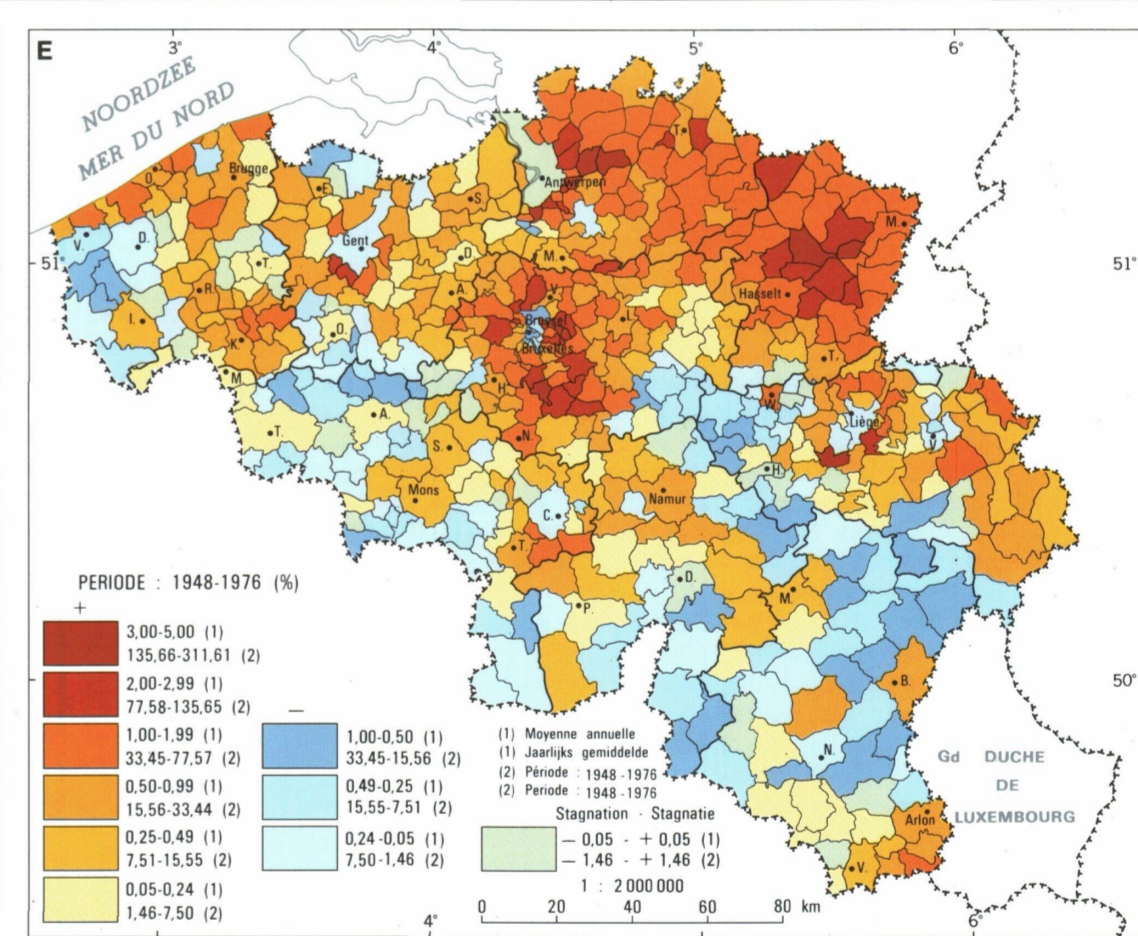 E
3°
4°
5°
6°
NOORDZEE
MER DU NORD
T.
O.
Brugge
E.
Antwerpen
S.
M.
V.
D.
Gent
51°
51°
T.
D.
M.
R.
A.
V.
Hasselt
I.
O.
Brussel
L.
K.
Bruxelles
T.
M.
H.
W.
A.
Liège
T.
S.
N.
V.
H.
Mons
Namur
C.
T.
PERIODE : 1948-1976 (%)
D.
M.
P.
+
3,00-5,00 (1)
135,66-311,61 (2)
2,00-2,99 (1)
77,58-135,65 (2)
1,00-1,99 (1)
33,45-77,57 (2)
0,50-0,99 (1)
15,56-33,44 (2)
0,25-0,49 (1)
7,51-15,55 (2)
0,05-0,24 (1)
1,46-7,50 (2)
—
1,00-0,50 (1)
33,45-15,56 (2)
0,49-0,25 (1)
15,55-7,51 (2)
0,24-0,05 (1)
7,50-1,46 (2)
(1) Moyenne annuelle
(1) Jaarlijks gemiddelde
(2) Période : 1948-1976
(2) Periode : 1948-1976
Stagnation - Stagnatie
— 0,05 - + 0,05 (1)
— 1,46 - + 1,46 (2)
1 : 2 000 000
0 20 40 60 80 km
B.
50°
N.
Gd DUCHE
DE
LUXEMBOURG
Arlon
V.
4°
6°